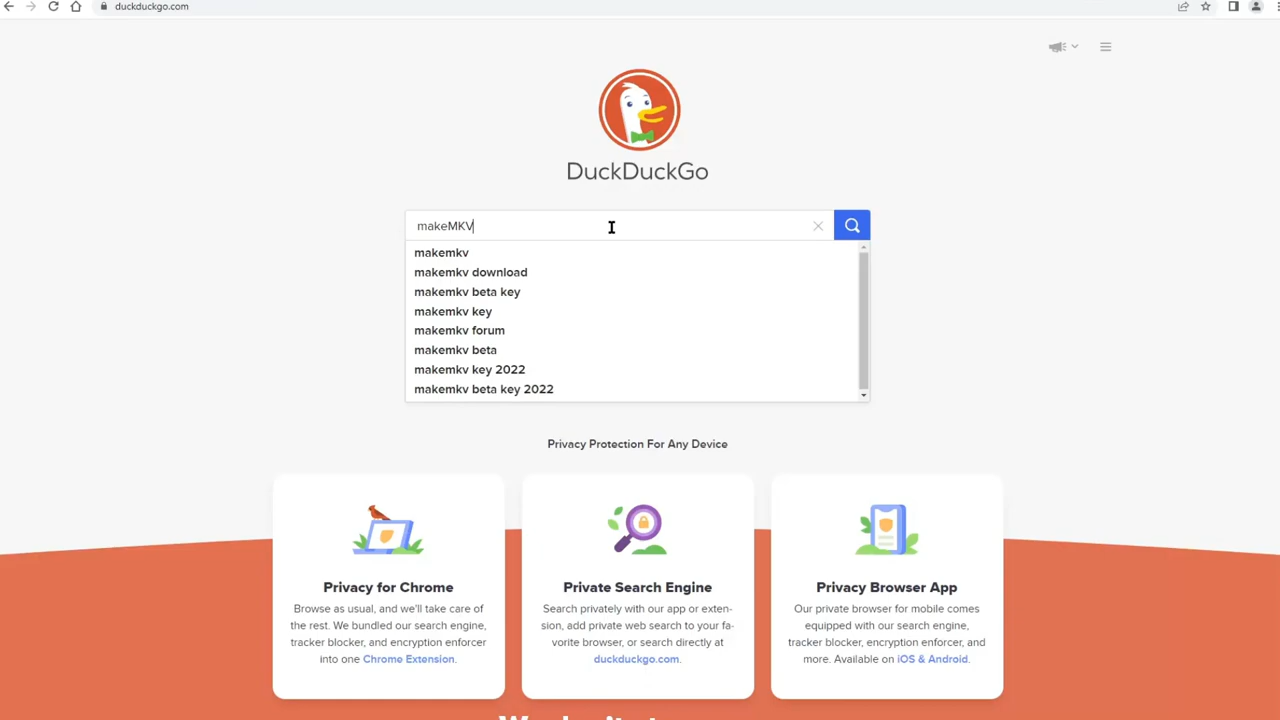 duckduckgo.com
DuckDuckGo
makeMKV
makemkv
makemkv download
makemkv beta key
makemkv key
makemkv forum
makemkv beta
makemkv key 2022
makemkv beta key 2022
Privacy Protection For Any Device
Privacy for Chrome
Browse as usual, and we'll take care of
the rest. We bundled our search engine,
tracker blocker, and encryption enforcer
into one Chrome Extension.
Private Search Engine
Search privately with our app or exten-
sion, add private web search to your fa-
vorite browser, or search directly at
duckduckgo.com.
Privacy Browser App
Our private browser for mobile comes
equipped with our search engine,
tracker blocker, encryption enforcer, and
more. Available on iOS & Android.